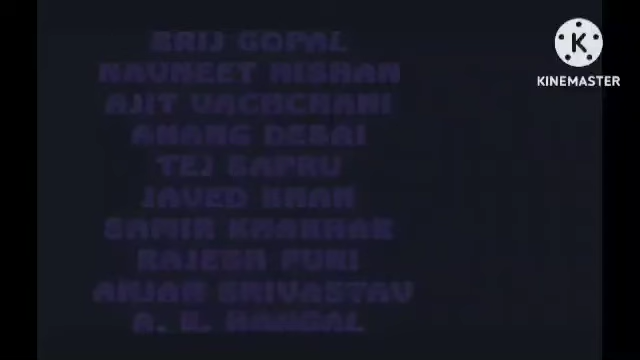 BRIJ GOPAL
NAVNEET NISHAN
AJIT VACHCHANI
ANANG DESAI
TEJ SAPRU
JAVED KHAN
SAMIR KHAKHAR
RAJESH PURI
ANJAN SRIVASTAV
A. K. HANGAL
K
KINEMASTER